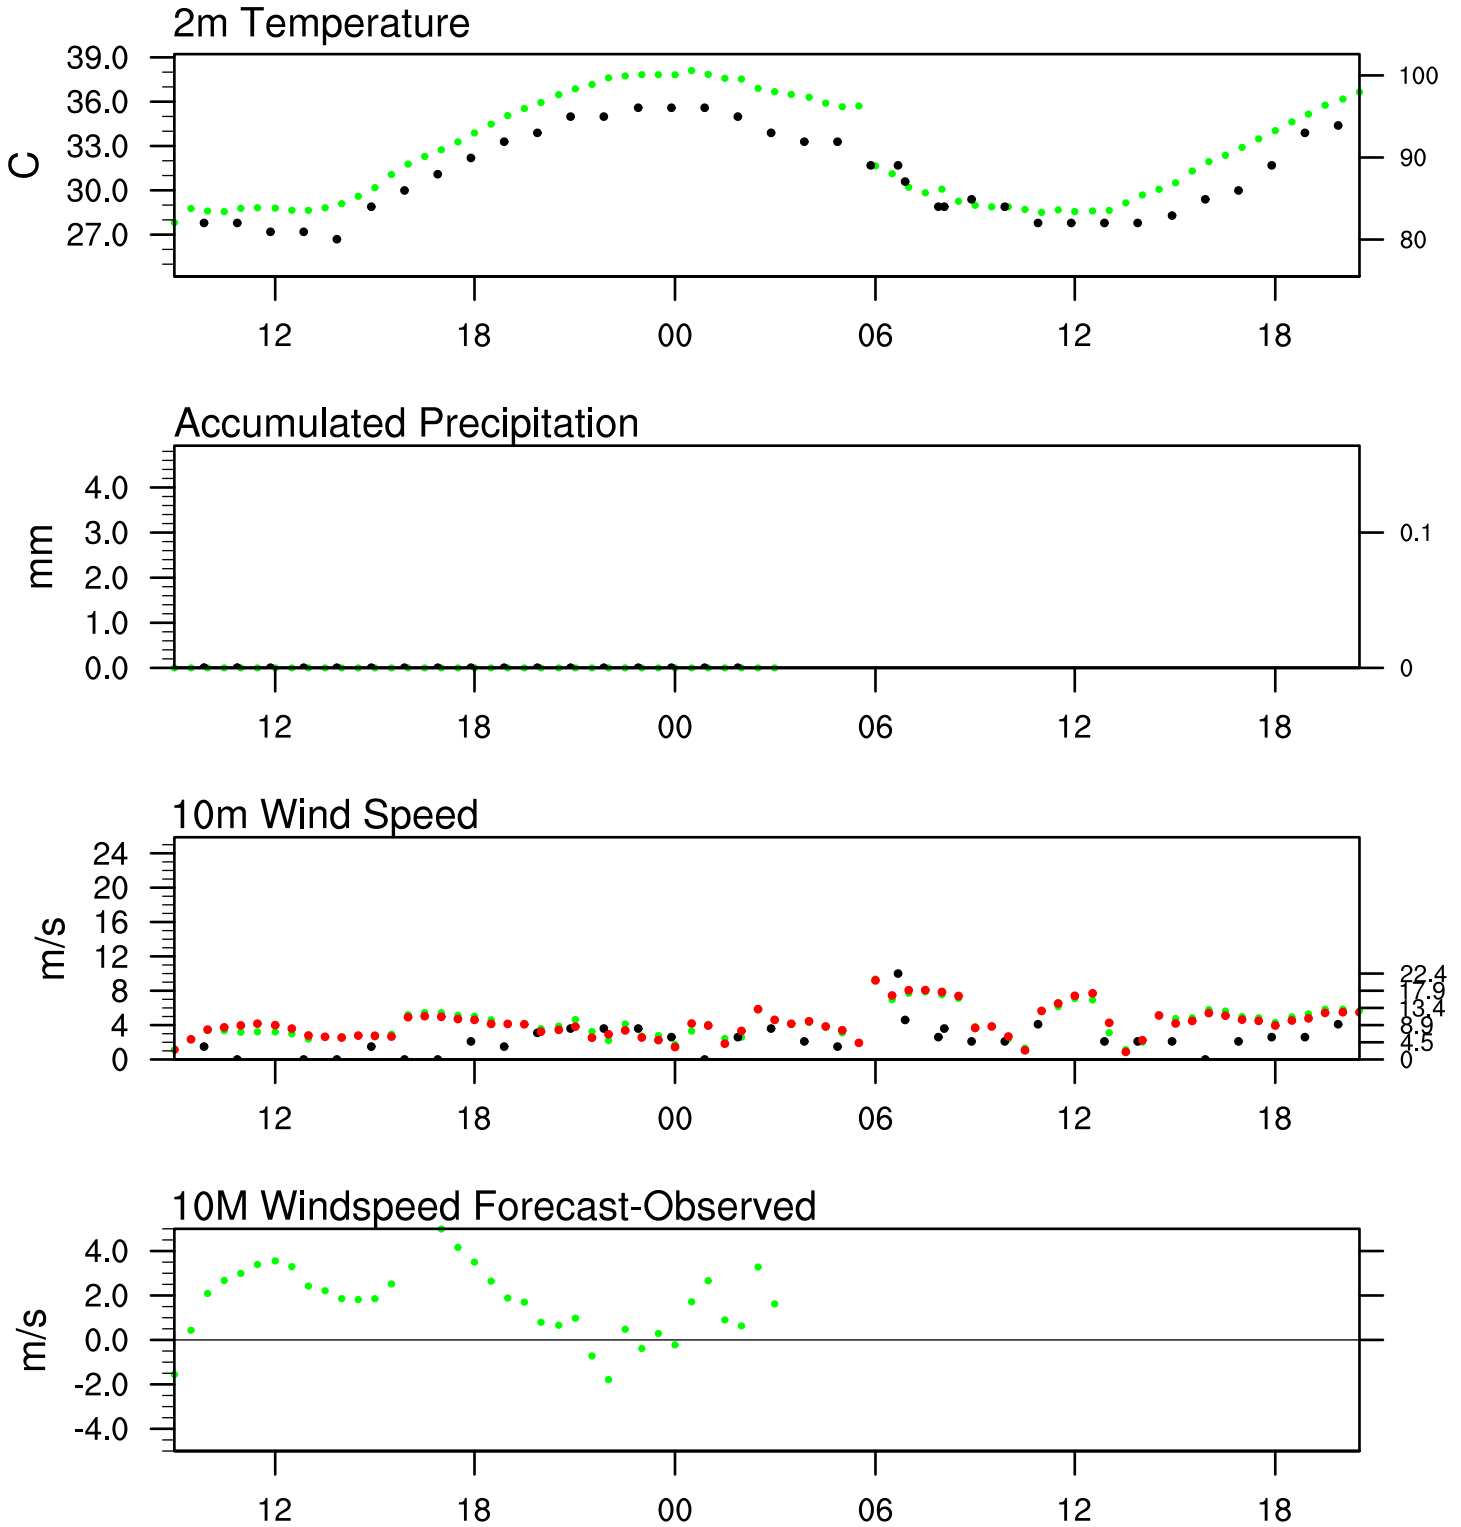 2m Temperature
39.0
36.0
33.0
30.0
27.0
C
100
90
80
12 18 00 06 12 18
Accumulated Precipitation
4.0
3.0
2.0
1.0
0.0
mm
0.1
0
12 18 00 06 12 18
10m Wind Speed
24
20
16
12
8
4
0
m/s
22.4
17.9
13.4
8.9
4.5
0
12 18 00 06 12 18
10M Windspeed Forecast-Observed
4.0
2.0
0.0
-2.0
-4.0
m/s
12 18 00 06 12 18